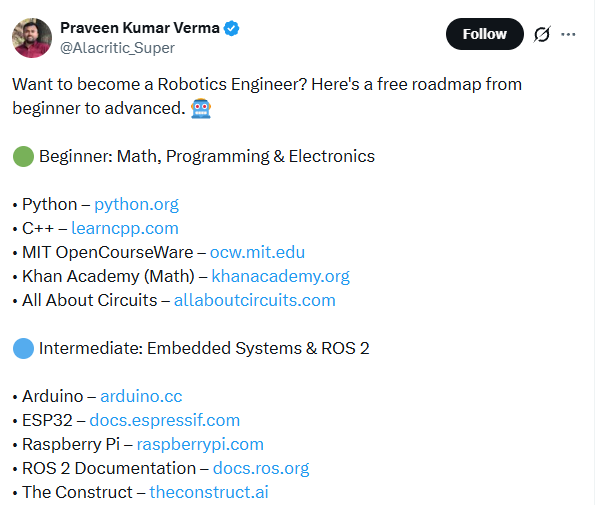 Praveen Kumar Verma
@Alacritic_Super
Follow
Want to become a Robotics Engineer? Here's a free roadmap from
beginner to advanced. 🤖
🟢 Beginner: Math, Programming & Electronics
• Python – python.org
• C++ – learncpp.com
• MIT OpenCourseWare – ocw.mit.edu
• Khan Academy (Math) – khanacademy.org
• All About Circuits – allaboutcircuits.com
🔵 Intermediate: Embedded Systems & ROS 2
• Arduino – arduino.cc
• ESP32 – docs.espressif.com
• Raspberry Pi – raspberrypi.com
• ROS 2 Documentation – docs.ros.org
• The Construct – theconstruct.ai